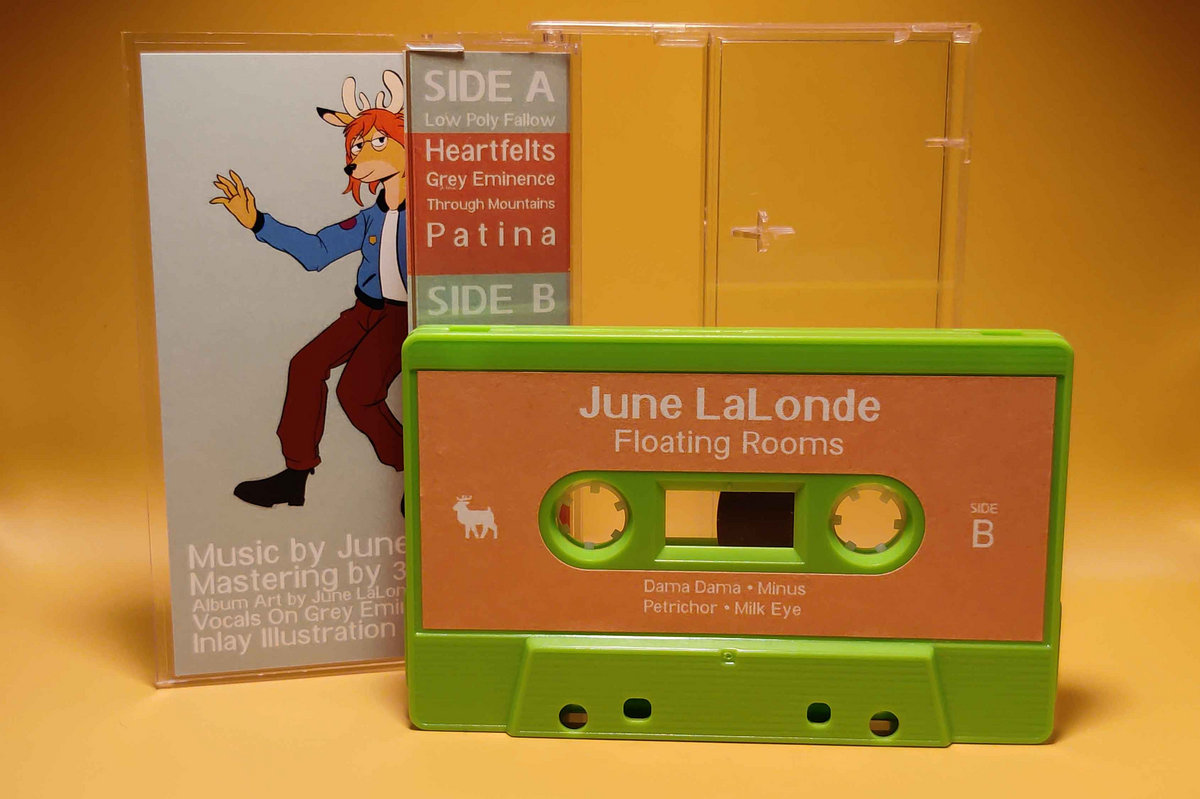 SIDE A
Low Poly Fallow
Heartfelts
Grey Eminence
Through Mountains
Patina
SIDE B
Music by June
Mastering by 3
Album Art by June LaLon
Vocals On Grey Emi
Inlay Illustration
June LaLonde
Floating Rooms
SIDE
B
Dama Dama • Minus
Petrichor • Milk Eye